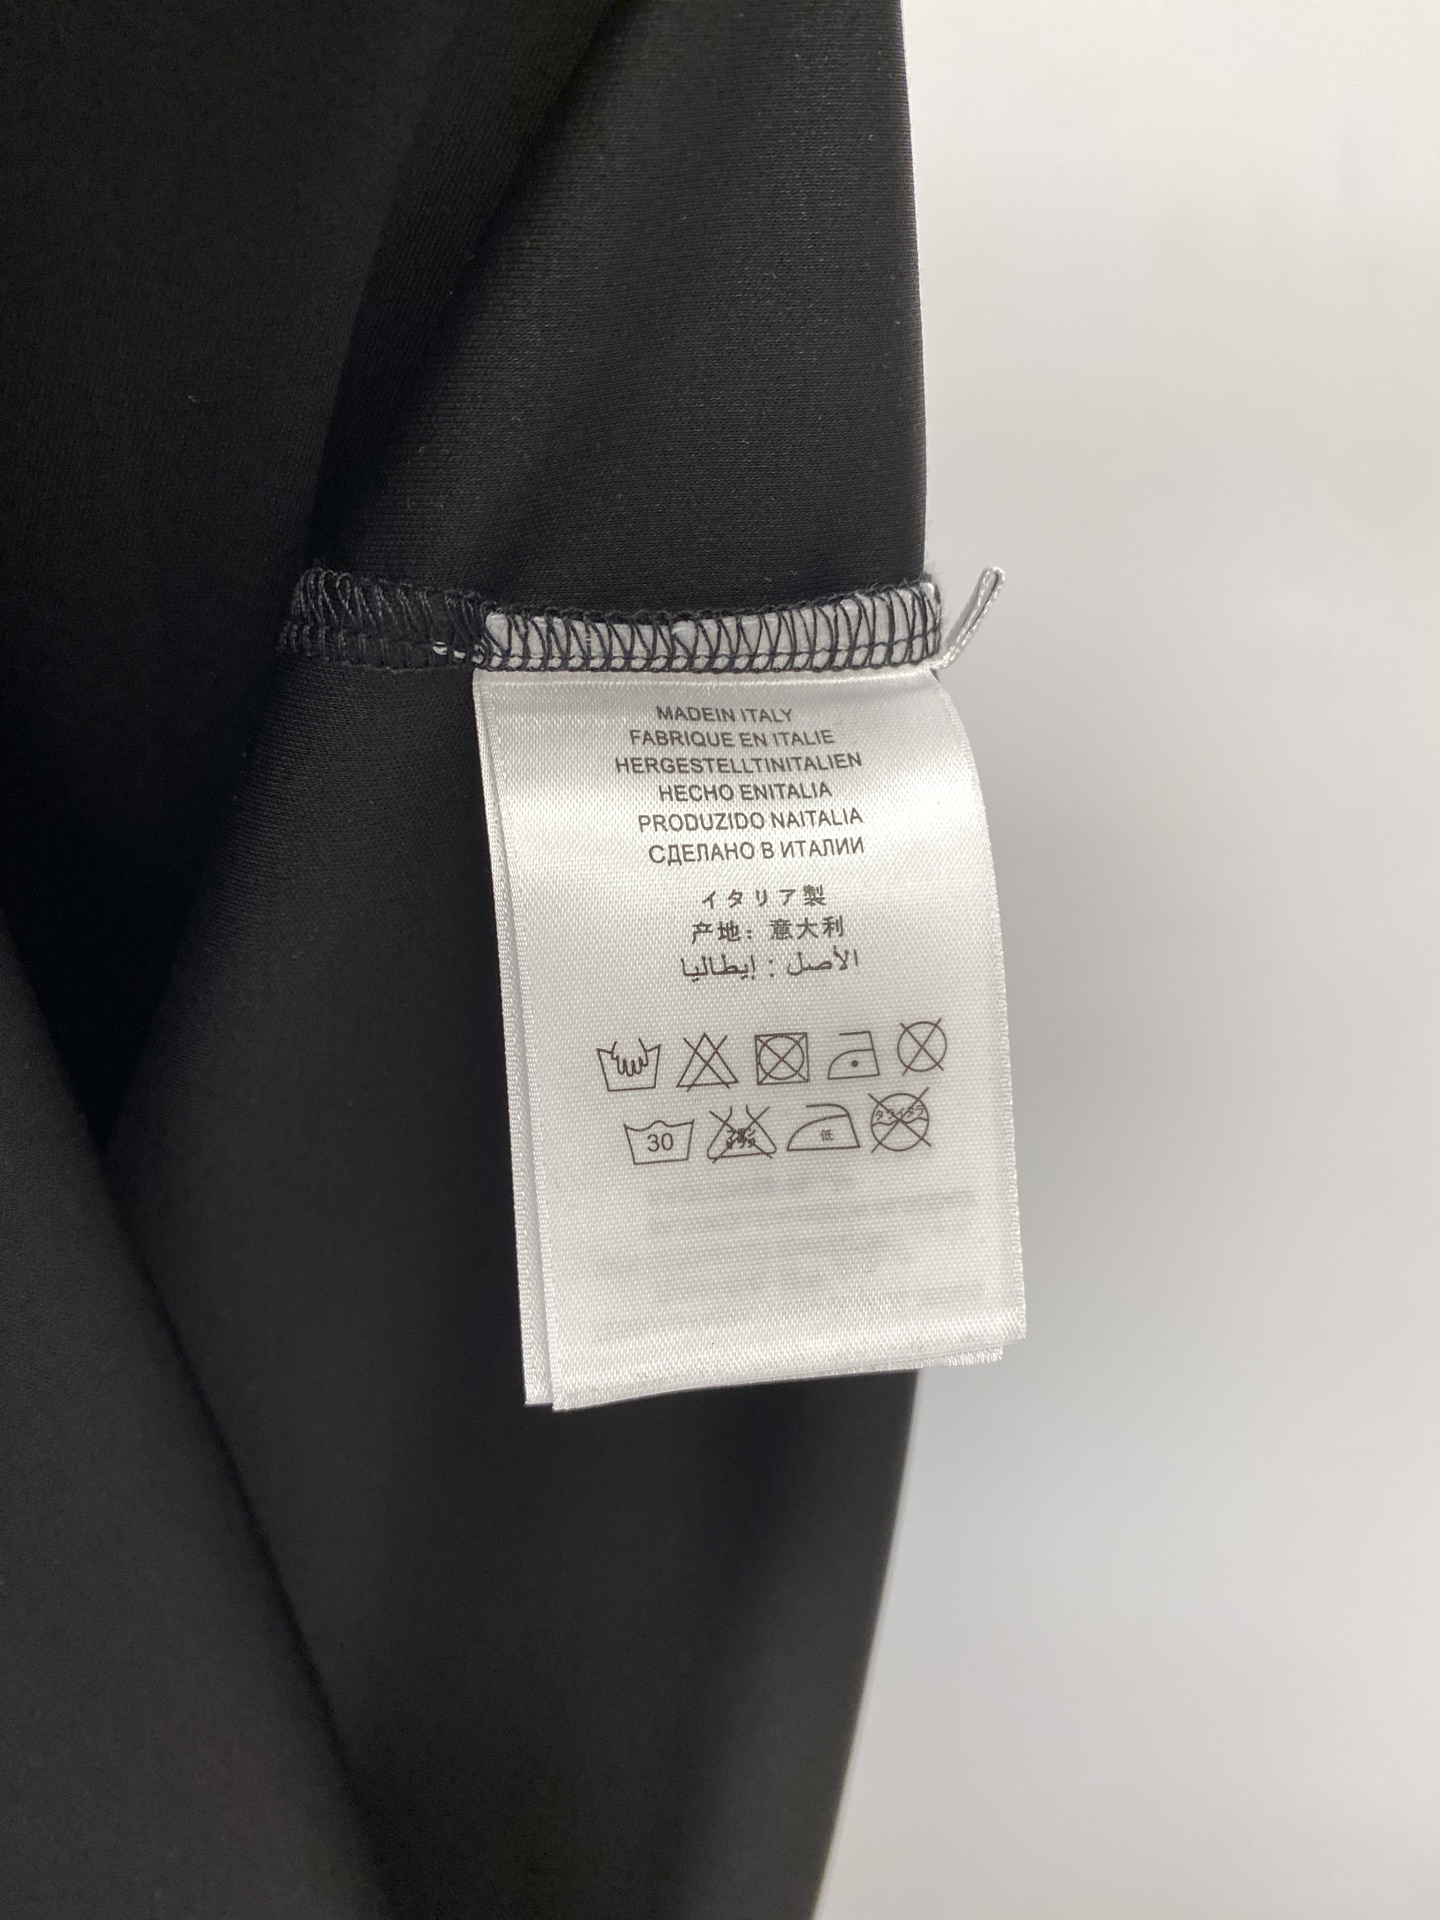 MADEIN ITALY
FABRIQUE EN ITALIE
HERGESTELLTINITALIEN
HECHO ENITALIA
PRODUZIDO NAITALIA
СДЕЛАНО В ИТАЛИИ
イタリア製
产地：意大利
الأصل : إيطاليا
30 低